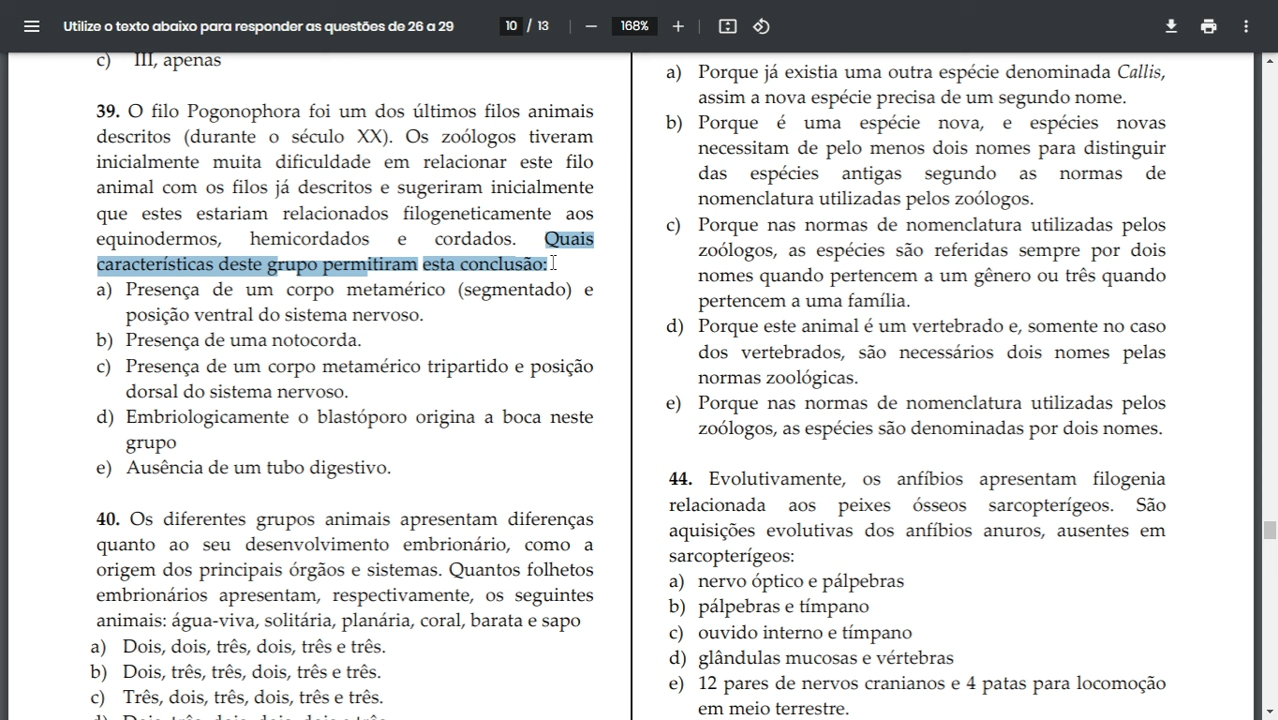 Utilize o texto abaixo para responder as questões de 26 a 29
10 / 13
168%
c) III, apenas
39. O filo Pogonophora foi um dos últimos filos animais
descritos (durante o século XX). Os zoólogos tiveram
inicialmente muita dificuldade em relacionar este filo
animal com os filos já descritos e sugeriram inicialmente
que estes estariam relacionados filogeneticamente aos
equinodermos, hemicordados e cordados. Quais
características deste grupo permitiram esta conclusão:
a) Presença de um corpo metamérico (segmentado) e
posição ventral do sistema nervoso.
b) Presença de uma notocorda.
c) Presença de um corpo metamérico tripartido e posição
dorsal do sistema nervoso.
d) Embriologicamente o blastóporo origina a boca neste
grupo
e) Ausência de um tubo digestivo.
40. Os diferentes grupos animais apresentam diferenças
quanto ao seu desenvolvimento embrionário, como a
origem dos principais órgãos e sistemas. Quantos folhetos
embrionários apresentam, respectivamente, os seguintes
animais: água-viva, solitária, planária, coral, barata e sapo
a) Dois, dois, três, dois, três e três.
b) Dois, três, três, dois, três e três.
c) Três, dois, três, dois, três e três.
d) Dois, três, dois, dois, dois e três
a) Porque já existia uma outra espécie denominada Callis,
assim a nova espécie precisa de um segundo nome.
b) Porque é uma espécie nova, e espécies novas
necessitam de pelo menos dois nomes para distinguir
das espécies antigas segundo as normas de
nomenclatura utilizadas pelos zoólogos.
c) Porque nas normas de nomenclatura utilizadas pelos
zoólogos, as espécies são referidas sempre por dois
nomes quando pertencem a um gênero ou três quando
pertencem a uma família.
d) Porque este animal é um vertebrado e, somente no caso
dos vertebrados, são necessários dois nomes pelas
normas zoológicas.
e) Porque nas normas de nomenclatura utilizadas pelos
zoólogos, as espécies são denominadas por dois nomes.
44. Evolutivamente, os anfíbios apresentam filogenia
relacionada aos peixes ósseos sarcopterígeos. São
aquisições evolutivas dos anfíbios anuros, ausentes em
sarcopterígeos:
a) nervo óptico e pálpebras
b) pálpebras e tímpano
c) ouvido interno e tímpano
d) glândulas mucosas e vértebras
e) 12 pares de nervos cranianos e 4 patas para locomoção
em meio terrestre.